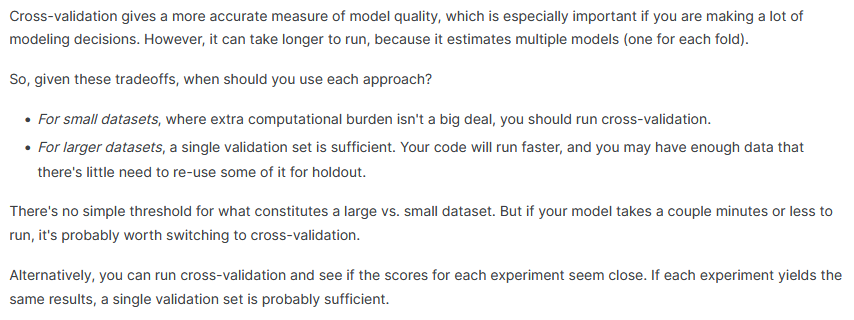 Cross-validation gives a more accurate measure of model quality, which is especially important if you are making a lot of
modeling decisions. However, it can take longer to run, because it estimates multiple models (one for each fold).
So, given these tradeoffs, when should you use each approach?
• For small datasets, where extra computational burden isn't a big deal, you should run cross-validation.
• For larger datasets, a single validation set is sufficient. Your code will run faster, and you may have enough data that
there's little need to re-use some of it for holdout.
There's no simple threshold for what constitutes a large vs. small dataset. But if your model takes a couple minutes or less to
run, it's probably worth switching to cross-validation.
Alternatively, you can run cross-validation and see if the scores for each experiment seem close. If each experiment yields the
same results, a single validation set is probably sufficient.